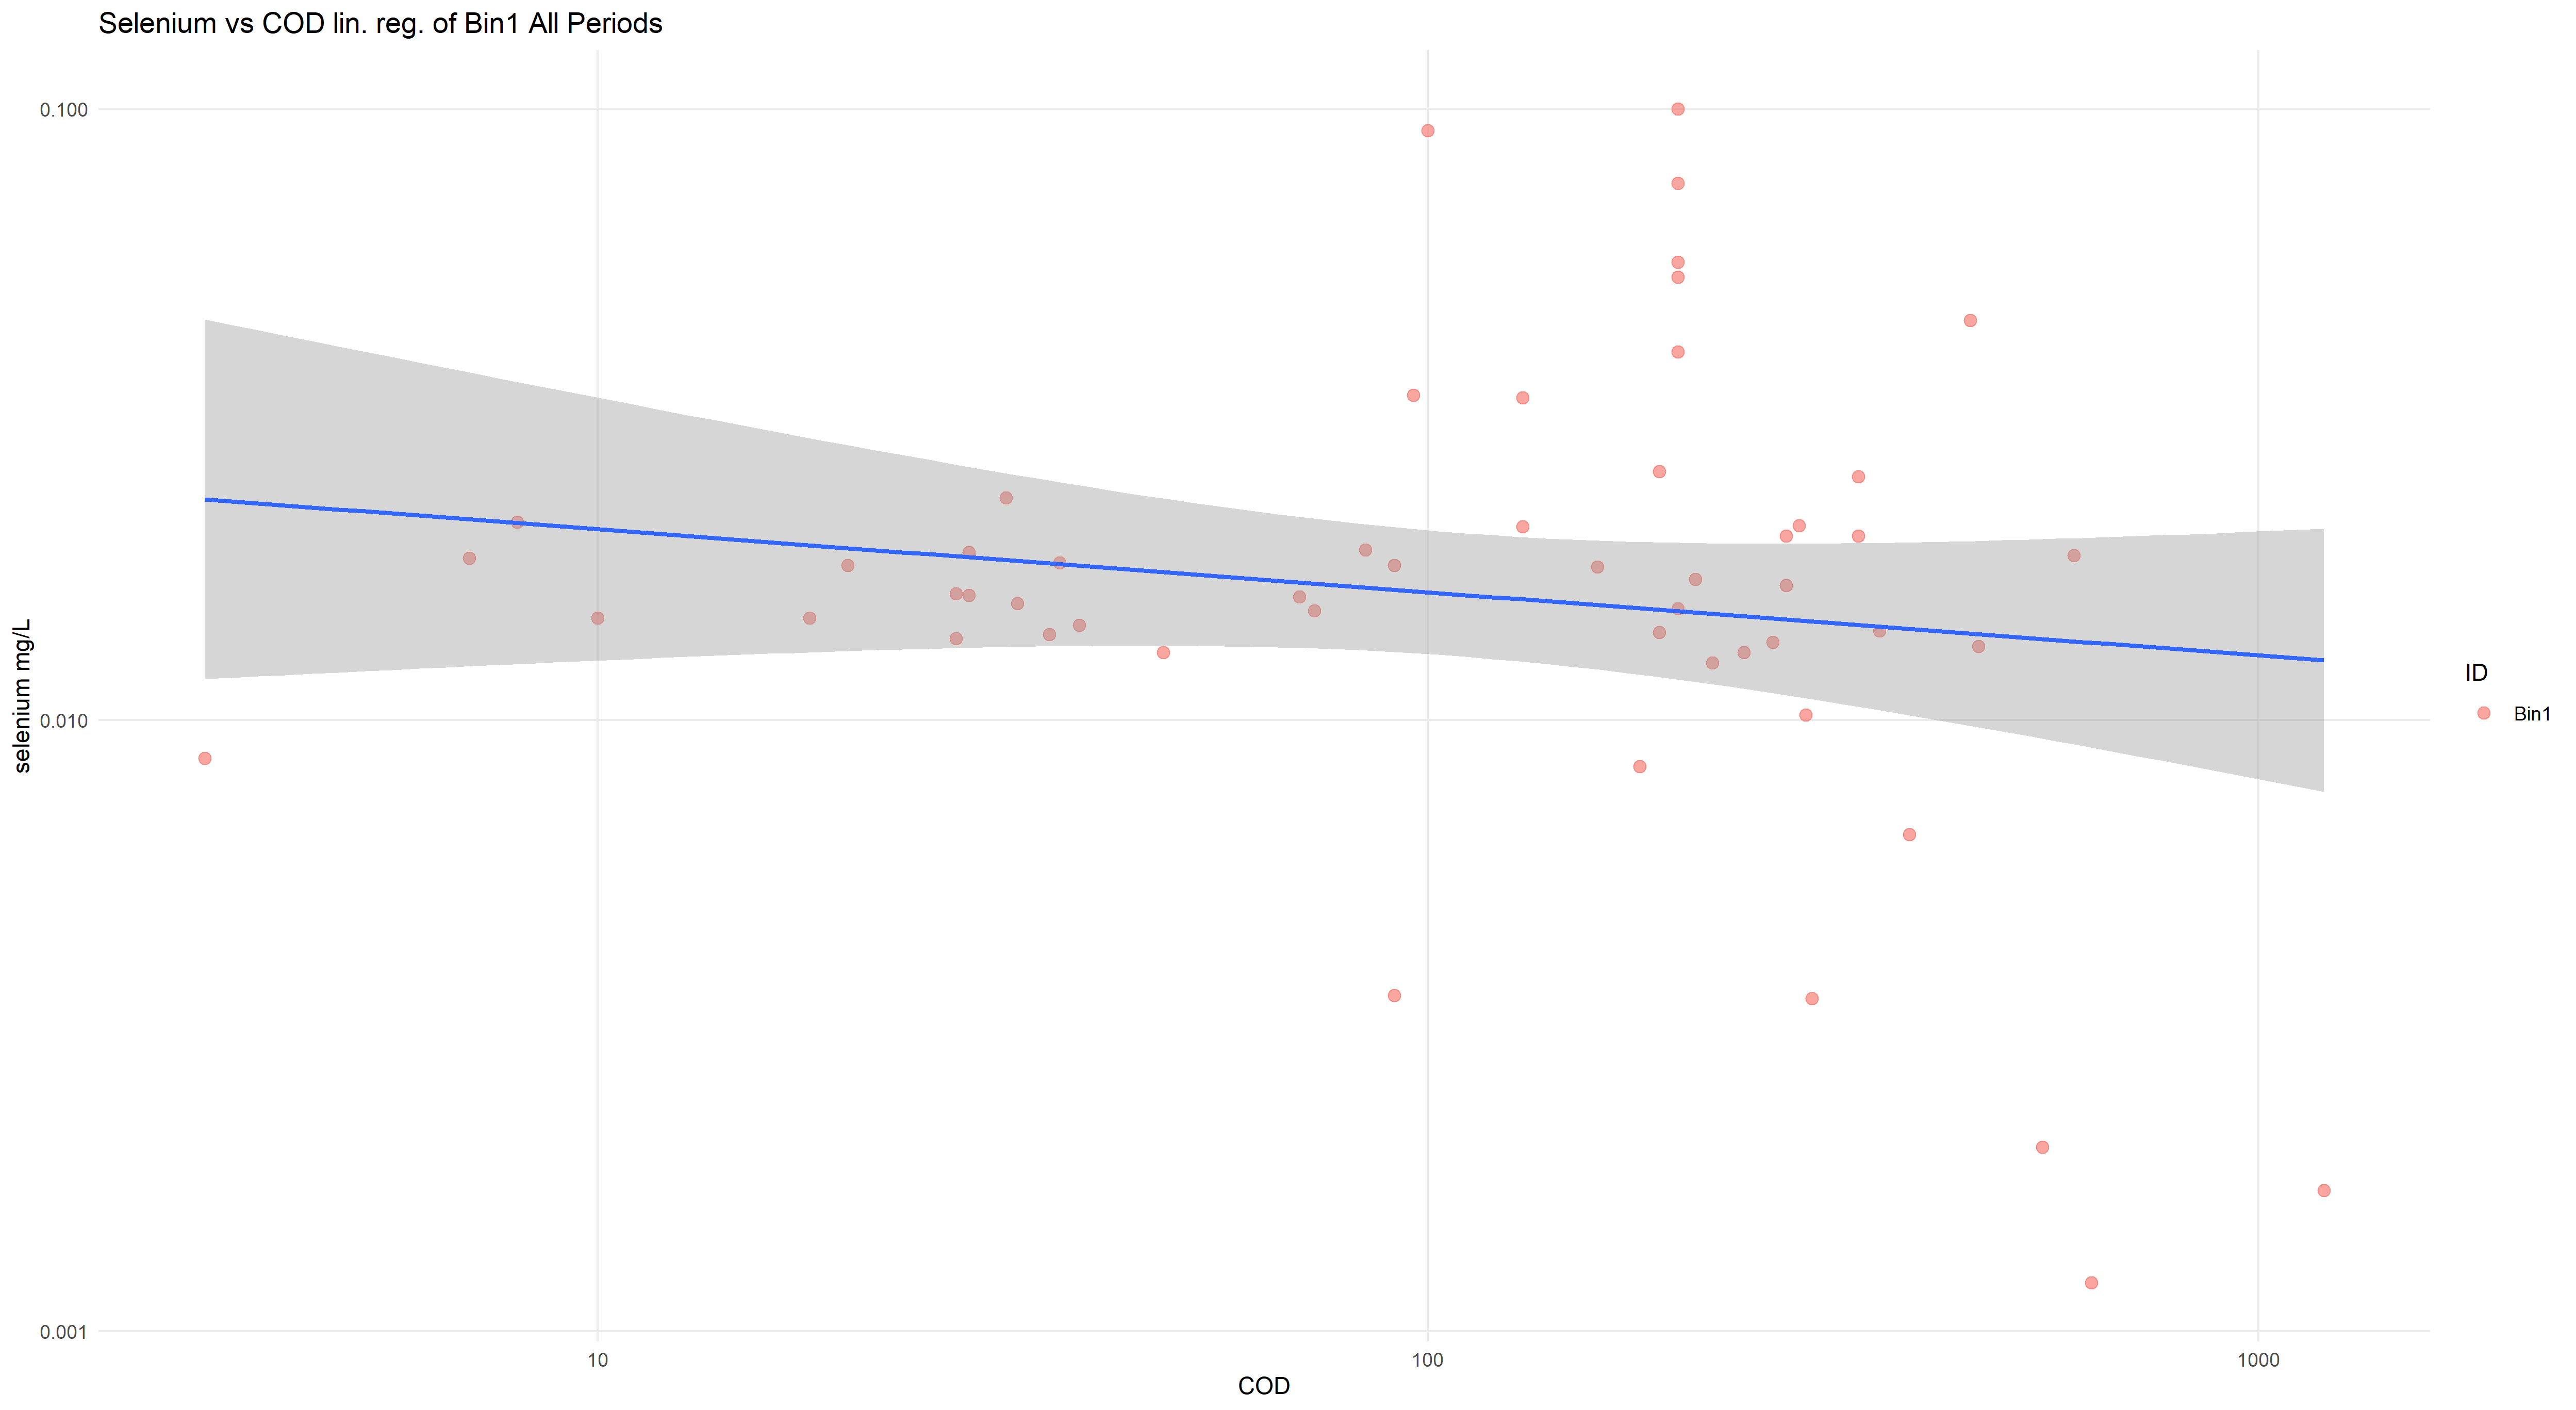 Selenium vs COD lin. reg. of Bin1 All Periods
0.100
0.010
0.001
selenium mg/L
10
100
1000
COD
ID
Bin1